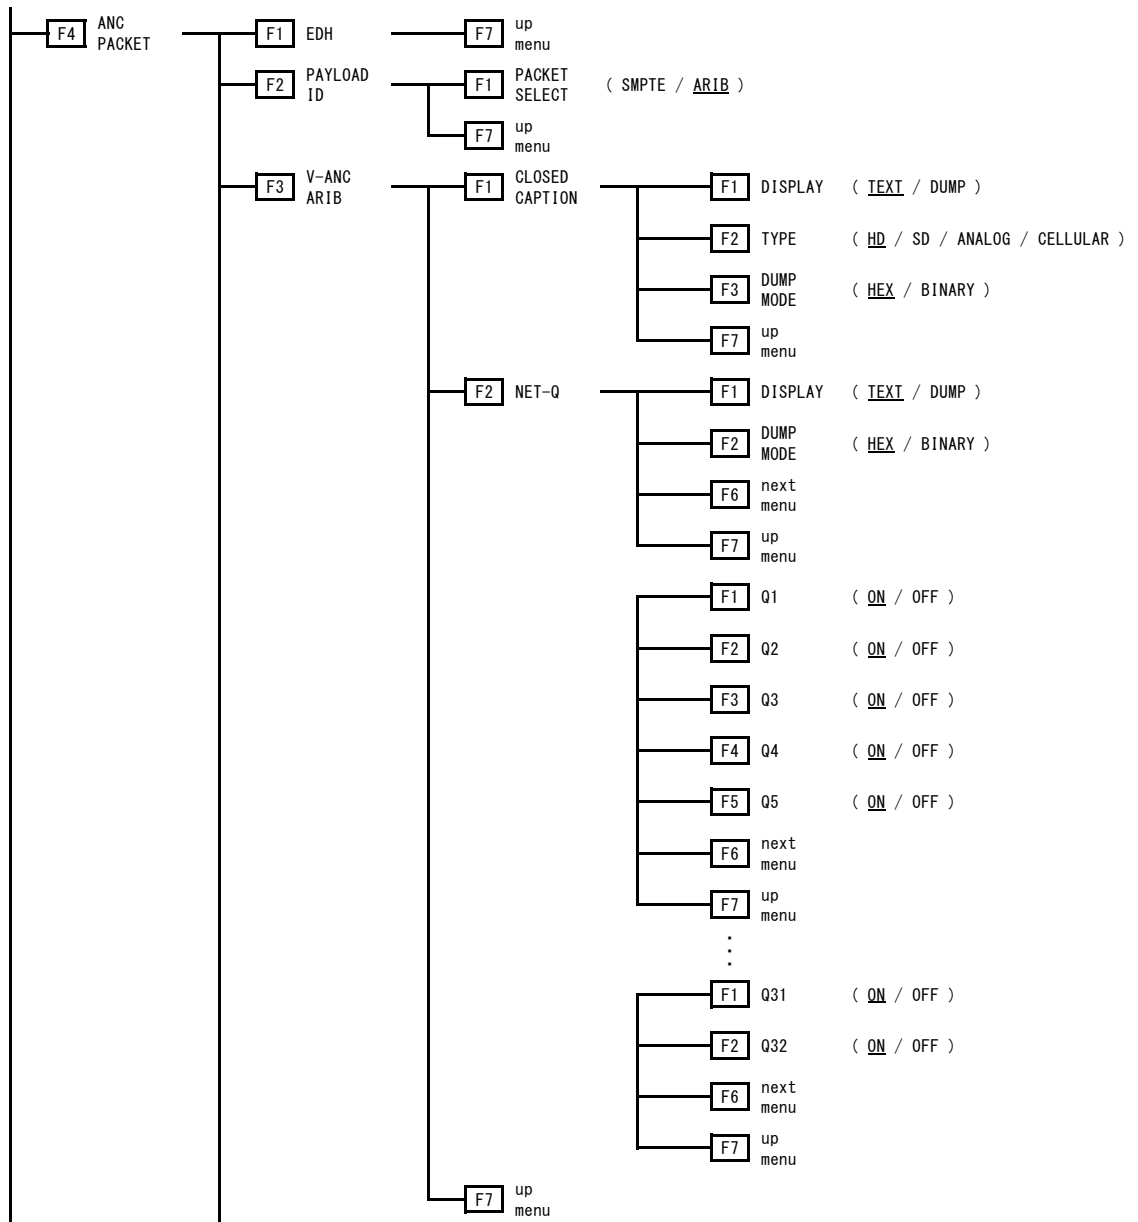 F4 ANC PACKET F1 EDH F7 up menu
F2 PAYLOAD ID F1 PACKET SELECT ( SMPTE / ARIB )
F7 up menu
F3 V-ANC ARIB F1 CLOSED CAPTION F1 DISPLAY ( TEXT / DUMP )
F2 TYPE ( HD / SD / ANALOG / CELLULAR )
F3 DUMP MODE ( HEX / BINARY )
F7 up menu
F2 NET-Q F1 DISPLAY ( TEXT / DUMP )
F2 DUMP MODE ( HEX / BINARY )
F6 next menu
F7 up menu
F1 Q1 ( ON / OFF )
F2 Q2 ( ON / OFF )
F3 Q3 ( ON / OFF )
F4 Q4 ( ON / OFF )
F5 Q5 ( ON / OFF )
F6 next menu
F7 up menu
⋮
F1 Q31 ( ON / OFF )
F2 Q32 ( ON / OFF )
F6 next menu
F7 up menu
F7 up menu